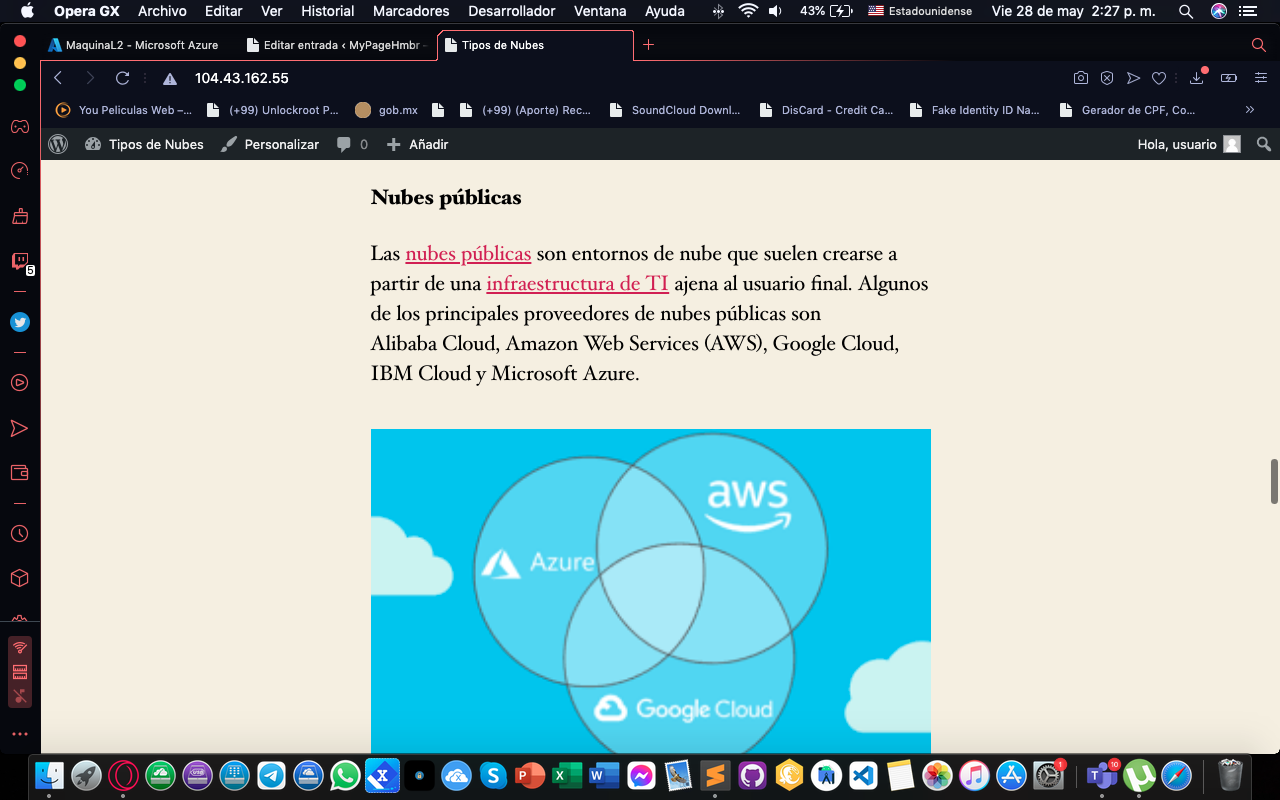 Opera GX Archivo Editar Ver Historial Marcadores Desarrollador Ventana Ayuda 43% Estadounidense Vie 28 de may 2:27 p. m.
MaquinaL2 - Microsoft Azure Editar entrada ‹ MyPageHmbr - Tipos de Nubes
104.43.162.55
You Peliculas Web –... (+99) Unlockroot P... gob.mx (+99) (Aporte) Rec... SoundCloud Downl... DisCard - Credit Ca... Fake Identity ID Na... Gerador de CPF, Co...
Tipos de Nubes Personalizar 0 Añadir Hola, usuario
Nubes públicas
Las nubes públicas son entornos de nube que suelen crearse a
partir de una infraestructura de TI ajena al usuario final. Algunos
de los principales proveedores de nubes públicas son
Alibaba Cloud, Amazon Web Services (AWS), Google Cloud,
IBM Cloud y Microsoft Azure.
aws
Azure
Google Cloud
5
1
10